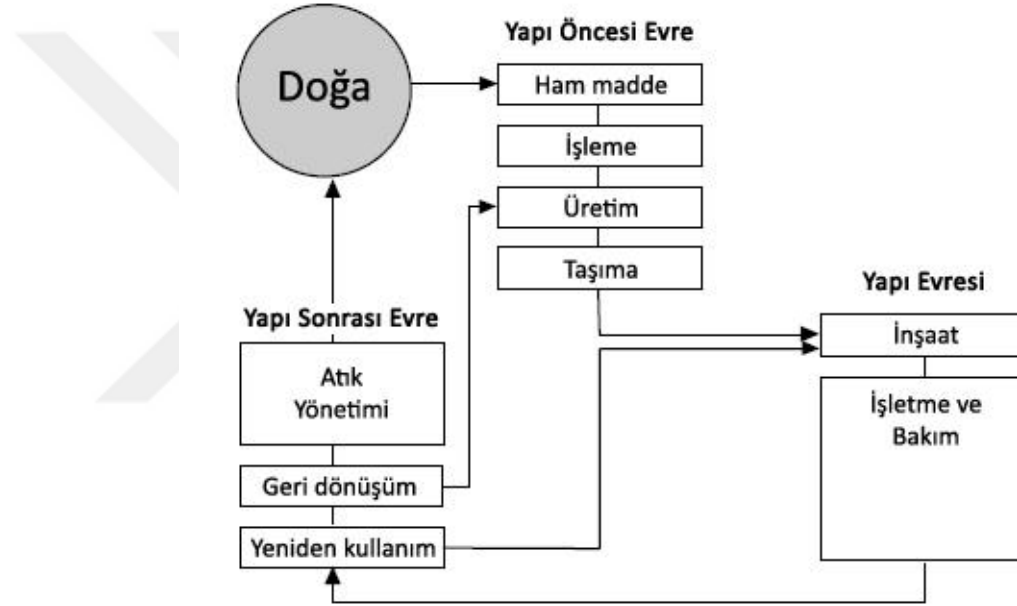 Doğa
Yapı Öncesi Evre
Ham madde
İşleme
Üretim
Taşıma
Yapı Evresi
İnşaat
İşletme ve
Bakım
Yapı Sonrası Evre
Atık
Yönetimi
Geri dönüşüm
Yeniden kullanım